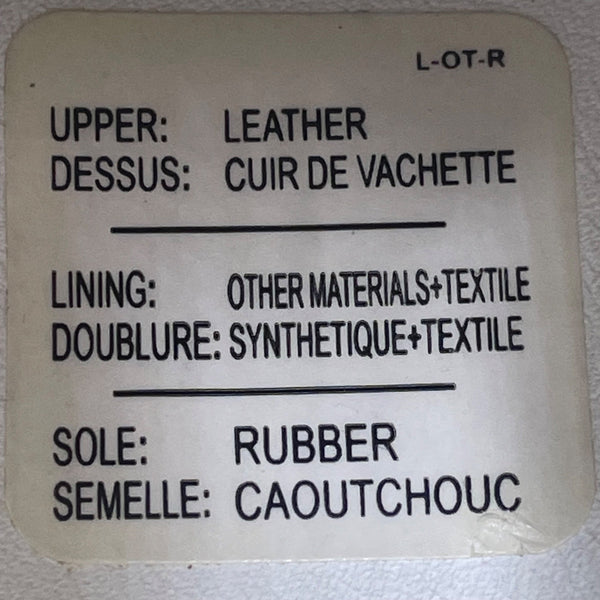 L-OT-R
UPPER: LEATHER
DESSUS: CUIR DE VACHETTE
LINING: OTHER MATERIALS+TEXTILE
DOUBLURE: SYNTHETIQUE+TEXTILE
SOLE: RUBBER
SEMELLE: CAOUTCHOUC